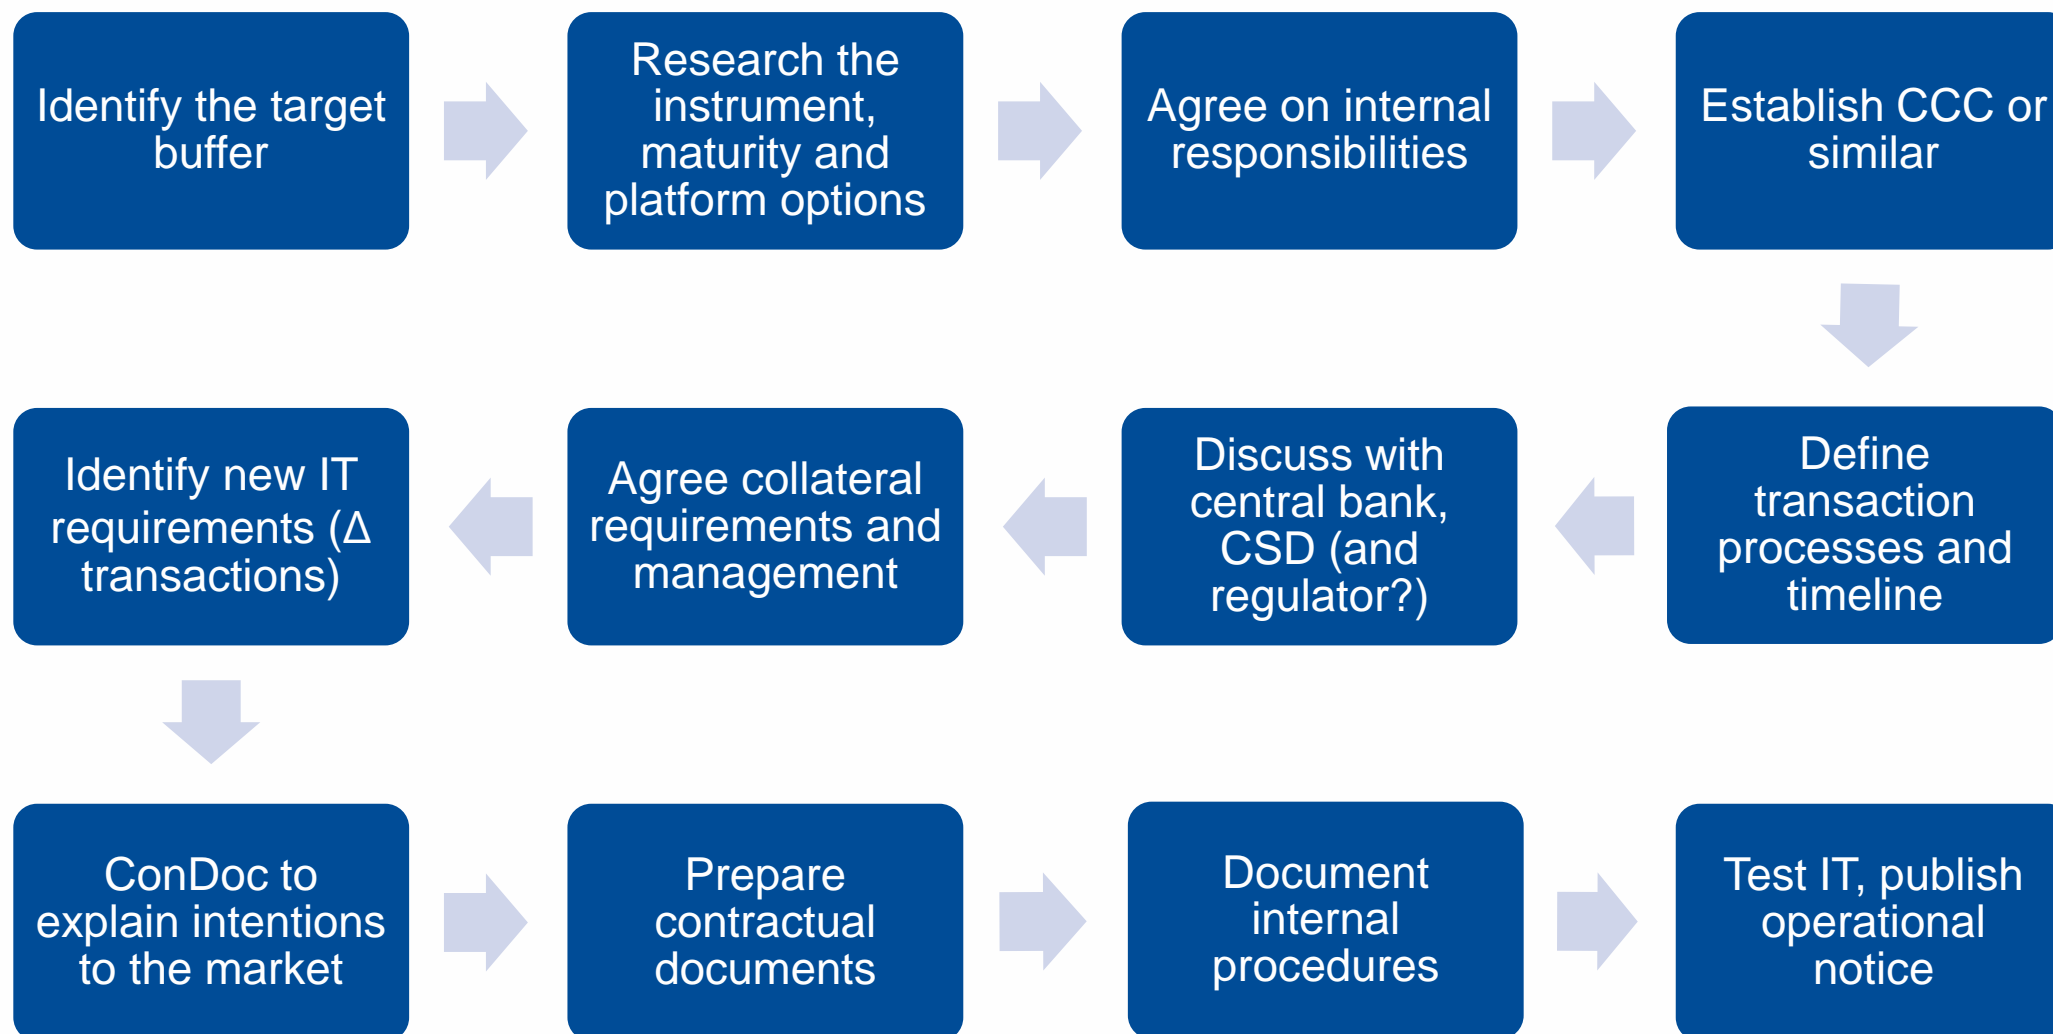 Identify the target
buffer
Research the
instrument,
maturity and
platform options
Agree on internal
responsibilities
Establish CCC or
similar
Define
transaction
processes and
timeline
Discuss with
central bank,
CSD (and
regulator?)
Agree collateral
requirements and
management
Identify new IT
requirements (Δ
transactions)
ConDoc to
explain intentions
to the market
Prepare
contractual
documents
Document
internal
procedures
Test IT, publish
operational
notice